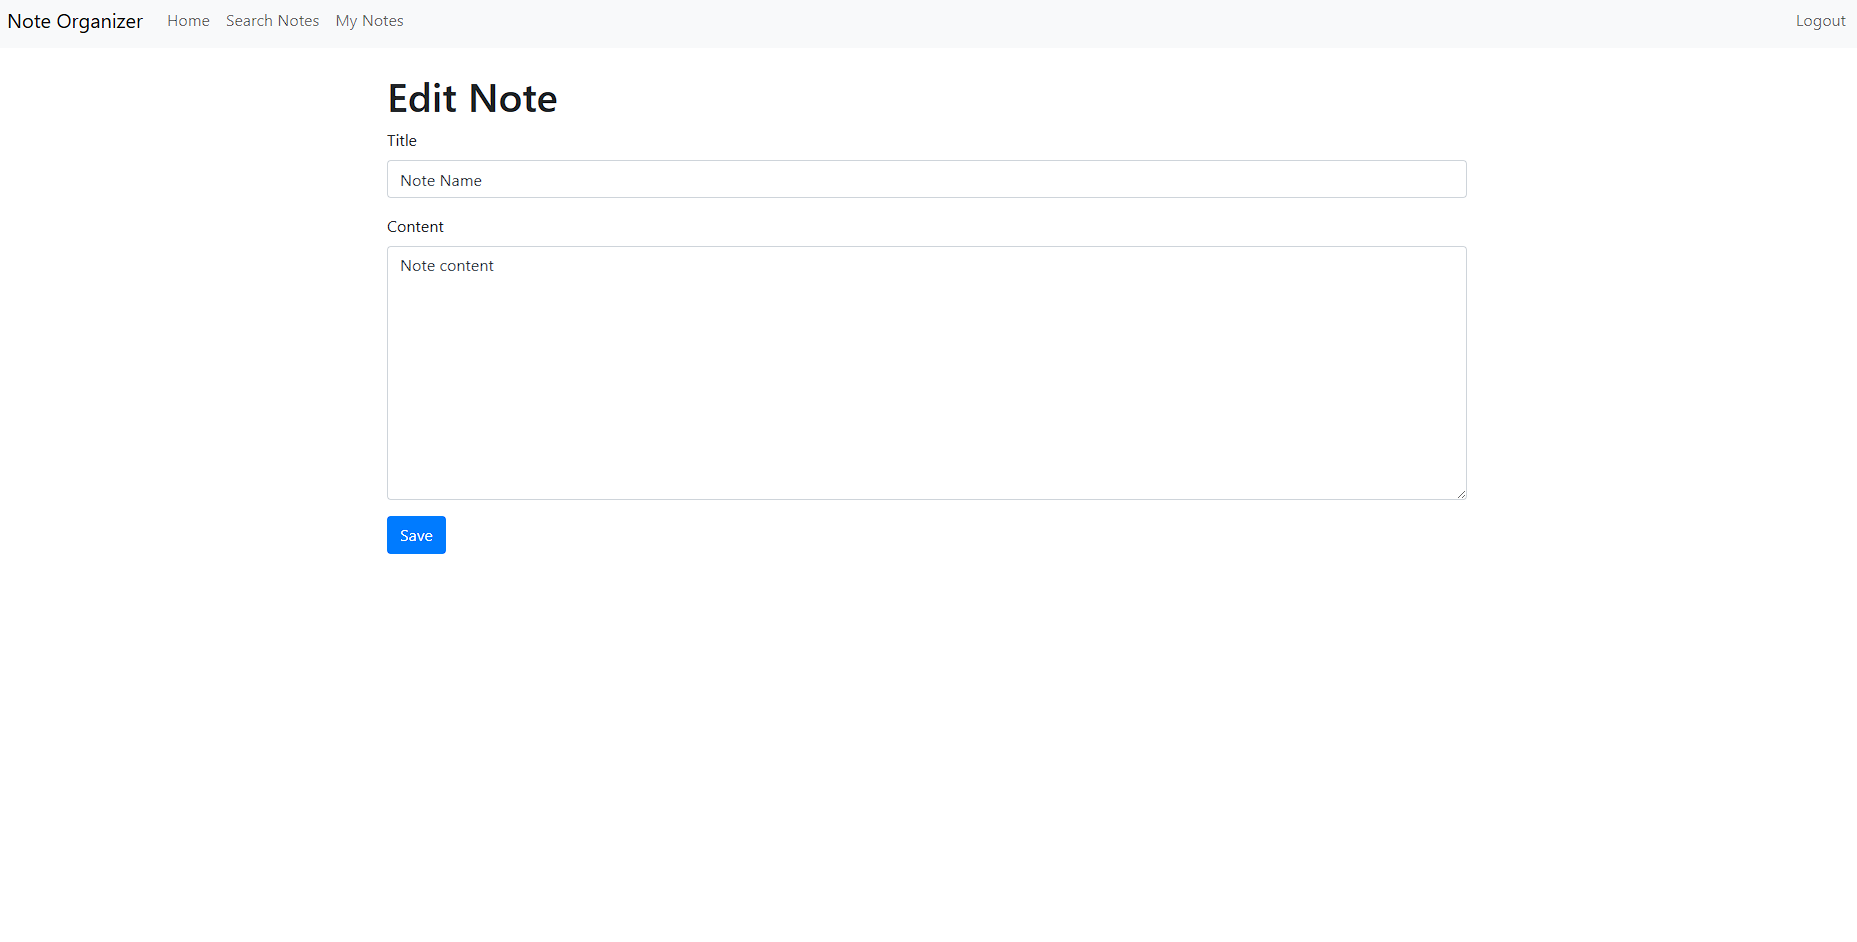 Note Organizer Home Search Notes My Notes Logout
Edit Note
Title
Note Name
Content
Note content
Save